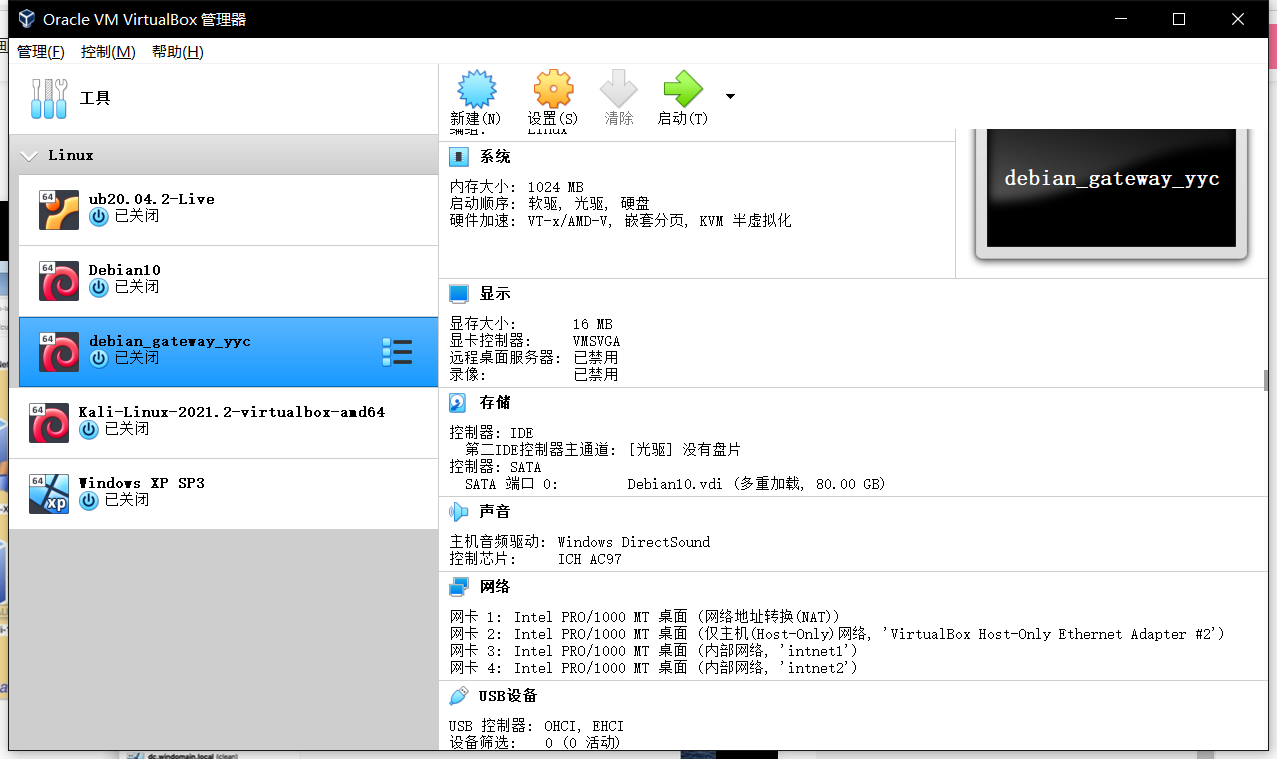 Oracle VM VirtualBox 管理器
管理(F) 控制(M) 帮助(H)
工具
新建(N) 设置(S) 清除 启动(T)
Linux
64 ub20.04.2-Live
已关闭
64 Debian10
已关闭
64 debian_gateway_yyc
已关闭
64 Kali-Linux-2021.2-virtualbox-amd64
已关闭
64 Windows XP SP3
xp 已关闭
编组: Linux
系统
内存大小: 1024 MB
启动顺序: 软驱, 光驱, 硬盘
硬件加速: VT-x/AMD-V, 嵌套分页, KVM 半虚拟化
debian_gateway_yyc
显示
显存大小: 16 MB
显卡控制器: VMSVGA
远程桌面服务器: 已禁用
录像: 已禁用
存储
控制器: IDE
第二IDE控制器主通道: [光驱] 没有盘片
控制器: SATA
SATA 端口 0: Debian10.vdi (多重加载, 80.00 GB)
声音
主机音频驱动: Windows DirectSound
控制芯片: ICH AC97
网络
网卡 1: Intel PRO/1000 MT 桌面 (网络地址转换(NAT))
网卡 2: Intel PRO/1000 MT 桌面 (仅主机(Host-Only)网络, 'VirtualBox Host-Only Ethernet Adapter #2')
网卡 3: Intel PRO/1000 MT 桌面 (内部网络, 'intnet1')
网卡 4: Intel PRO/1000 MT 桌面 (内部网络, 'intnet2')
USB设备
USB 控制器: OHCI, EHCI
设备筛选: 0 (0 活动)
dc.windomain.local (clean)